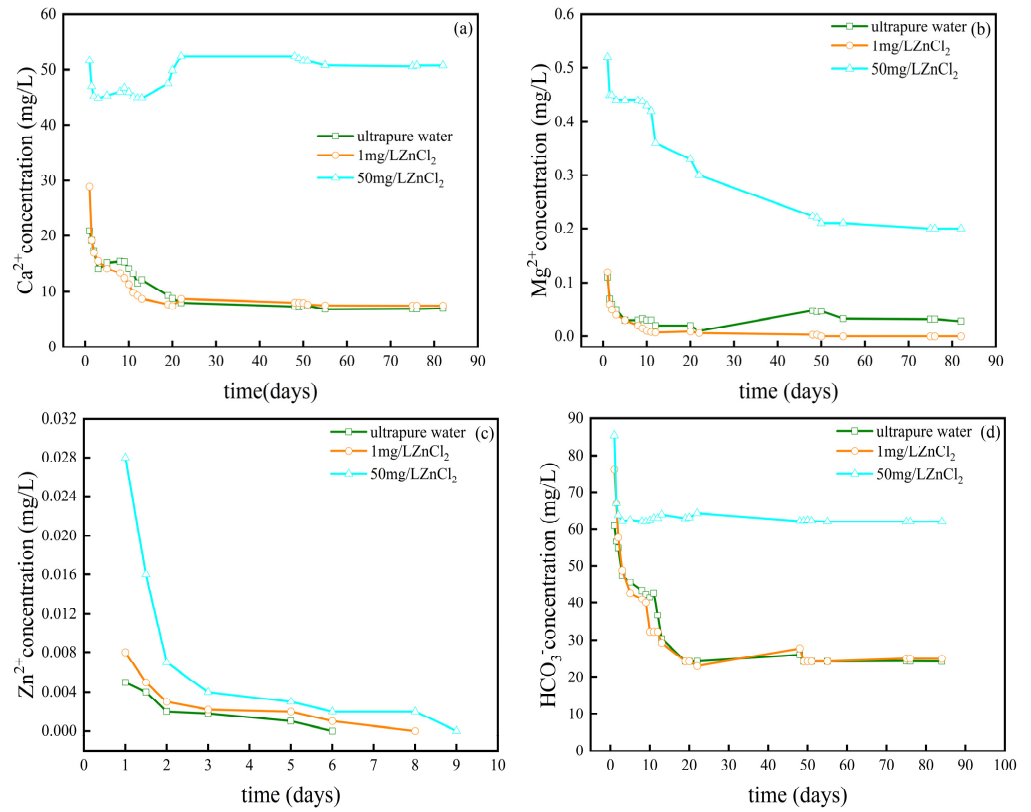 (a)
Ca²⁺concentration (mg/L)
60
50
40
30
20
10
0
ultrapure water
1mg/LZnCl₂
50mg/LZnCl₂
0 10 20 30 40 50 60 70 80 90
time(days)
(b)
Mg²⁺concentration (mg/L)
0.6
0.5
0.4
0.3
0.2
0.1
0.0
ultrapure water
1mg/LZnCl₂
50mg/LZnCl₂
0 10 20 30 40 50 60 70 80 90
time (days)
(c)
Zn²⁺concentration (mg/L)
0.032
0.028
0.024
0.020
0.016
0.012
0.008
0.004
0.000
ultrapure water
1mg/LZnCl₂
50mg/LZnCl₂
0 1 2 3 4 5 6 7 8 9 10
time (days)
(d)
HCO₃⁻concentration (mg/L)
90
80
70
60
50
40
30
20
10
0
ultrapure water
1mg/LZnCl₂
50mg/LZnCl₂
0 10 20 30 40 50 60 70 80 90 100
time (days)